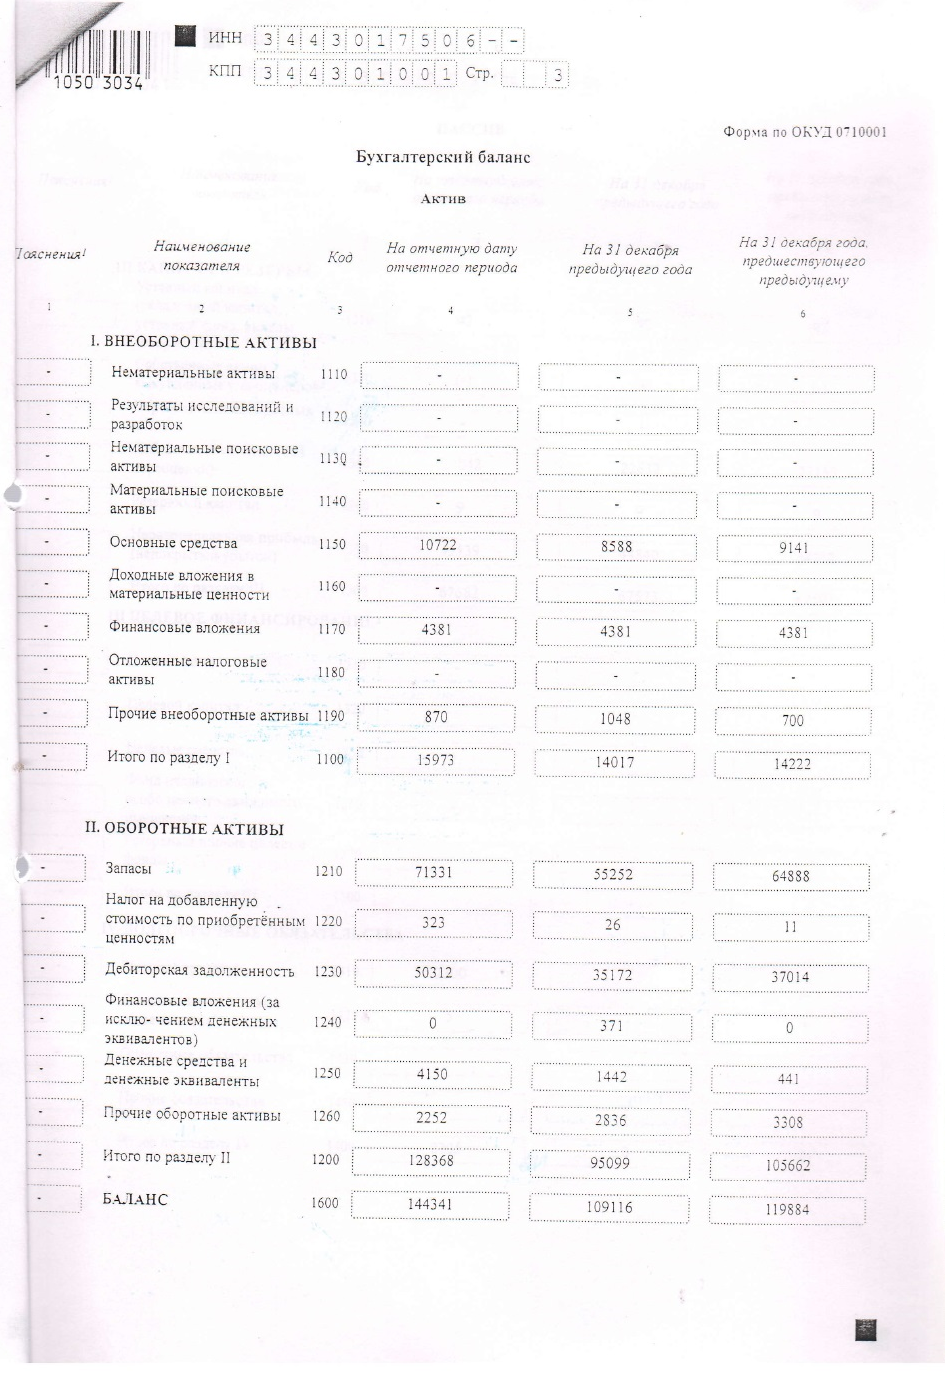 ИНН 3443017506--
1050 3034
КПП 344301001 Стр. 3
Форма по ОКУД 0710001
Бухгалтерский баланс
Актив
Пояснения¹ Наименование показателя Код На отчетную дату отчетного периода На 31 декабря предыдущего года На 31 декабря года, предшествующего предыдущему
1 2 3 4 5 6
I. ВНЕОБОРОТНЫЕ АКТИВЫ
- Нематериальные активы 1110 - - -
- Результаты исследований и разработок 1120 - - -
- Нематериальные поисковые активы 1130 - - -
- Материальные поисковые активы 1140 - - -
- Основные средства 1150 10722 8588 9141
- Доходные вложения в материальные ценности 1160 - - -
- Финансовые вложения 1170 4381 4381 4381
- Отложенные налоговые активы 1180 - - -
- Прочие внеоборотные активы 1190 870 1048 700
- Итого по разделу I 1100 15973 14017 14222
II. ОБОРОТНЫЕ АКТИВЫ
- Запасы 1210 71331 55252 64888
- Налог на добавленную стоимость по приобретённым ценностям 1220 323 26 11
- Дебиторская задолженность 1230 50312 35172 37014
- Финансовые вложения (за исклю- чением денежных эквивалентов) 1240 0 371 0
- Денежные средства и денежные эквиваленты 1250 4150 1442 441
- Прочие оборотные активы 1260 2252 2836 3308
- Итого по разделу II 1200 128368 95099 105662
- БАЛАНС 1600 144341 109116 119884